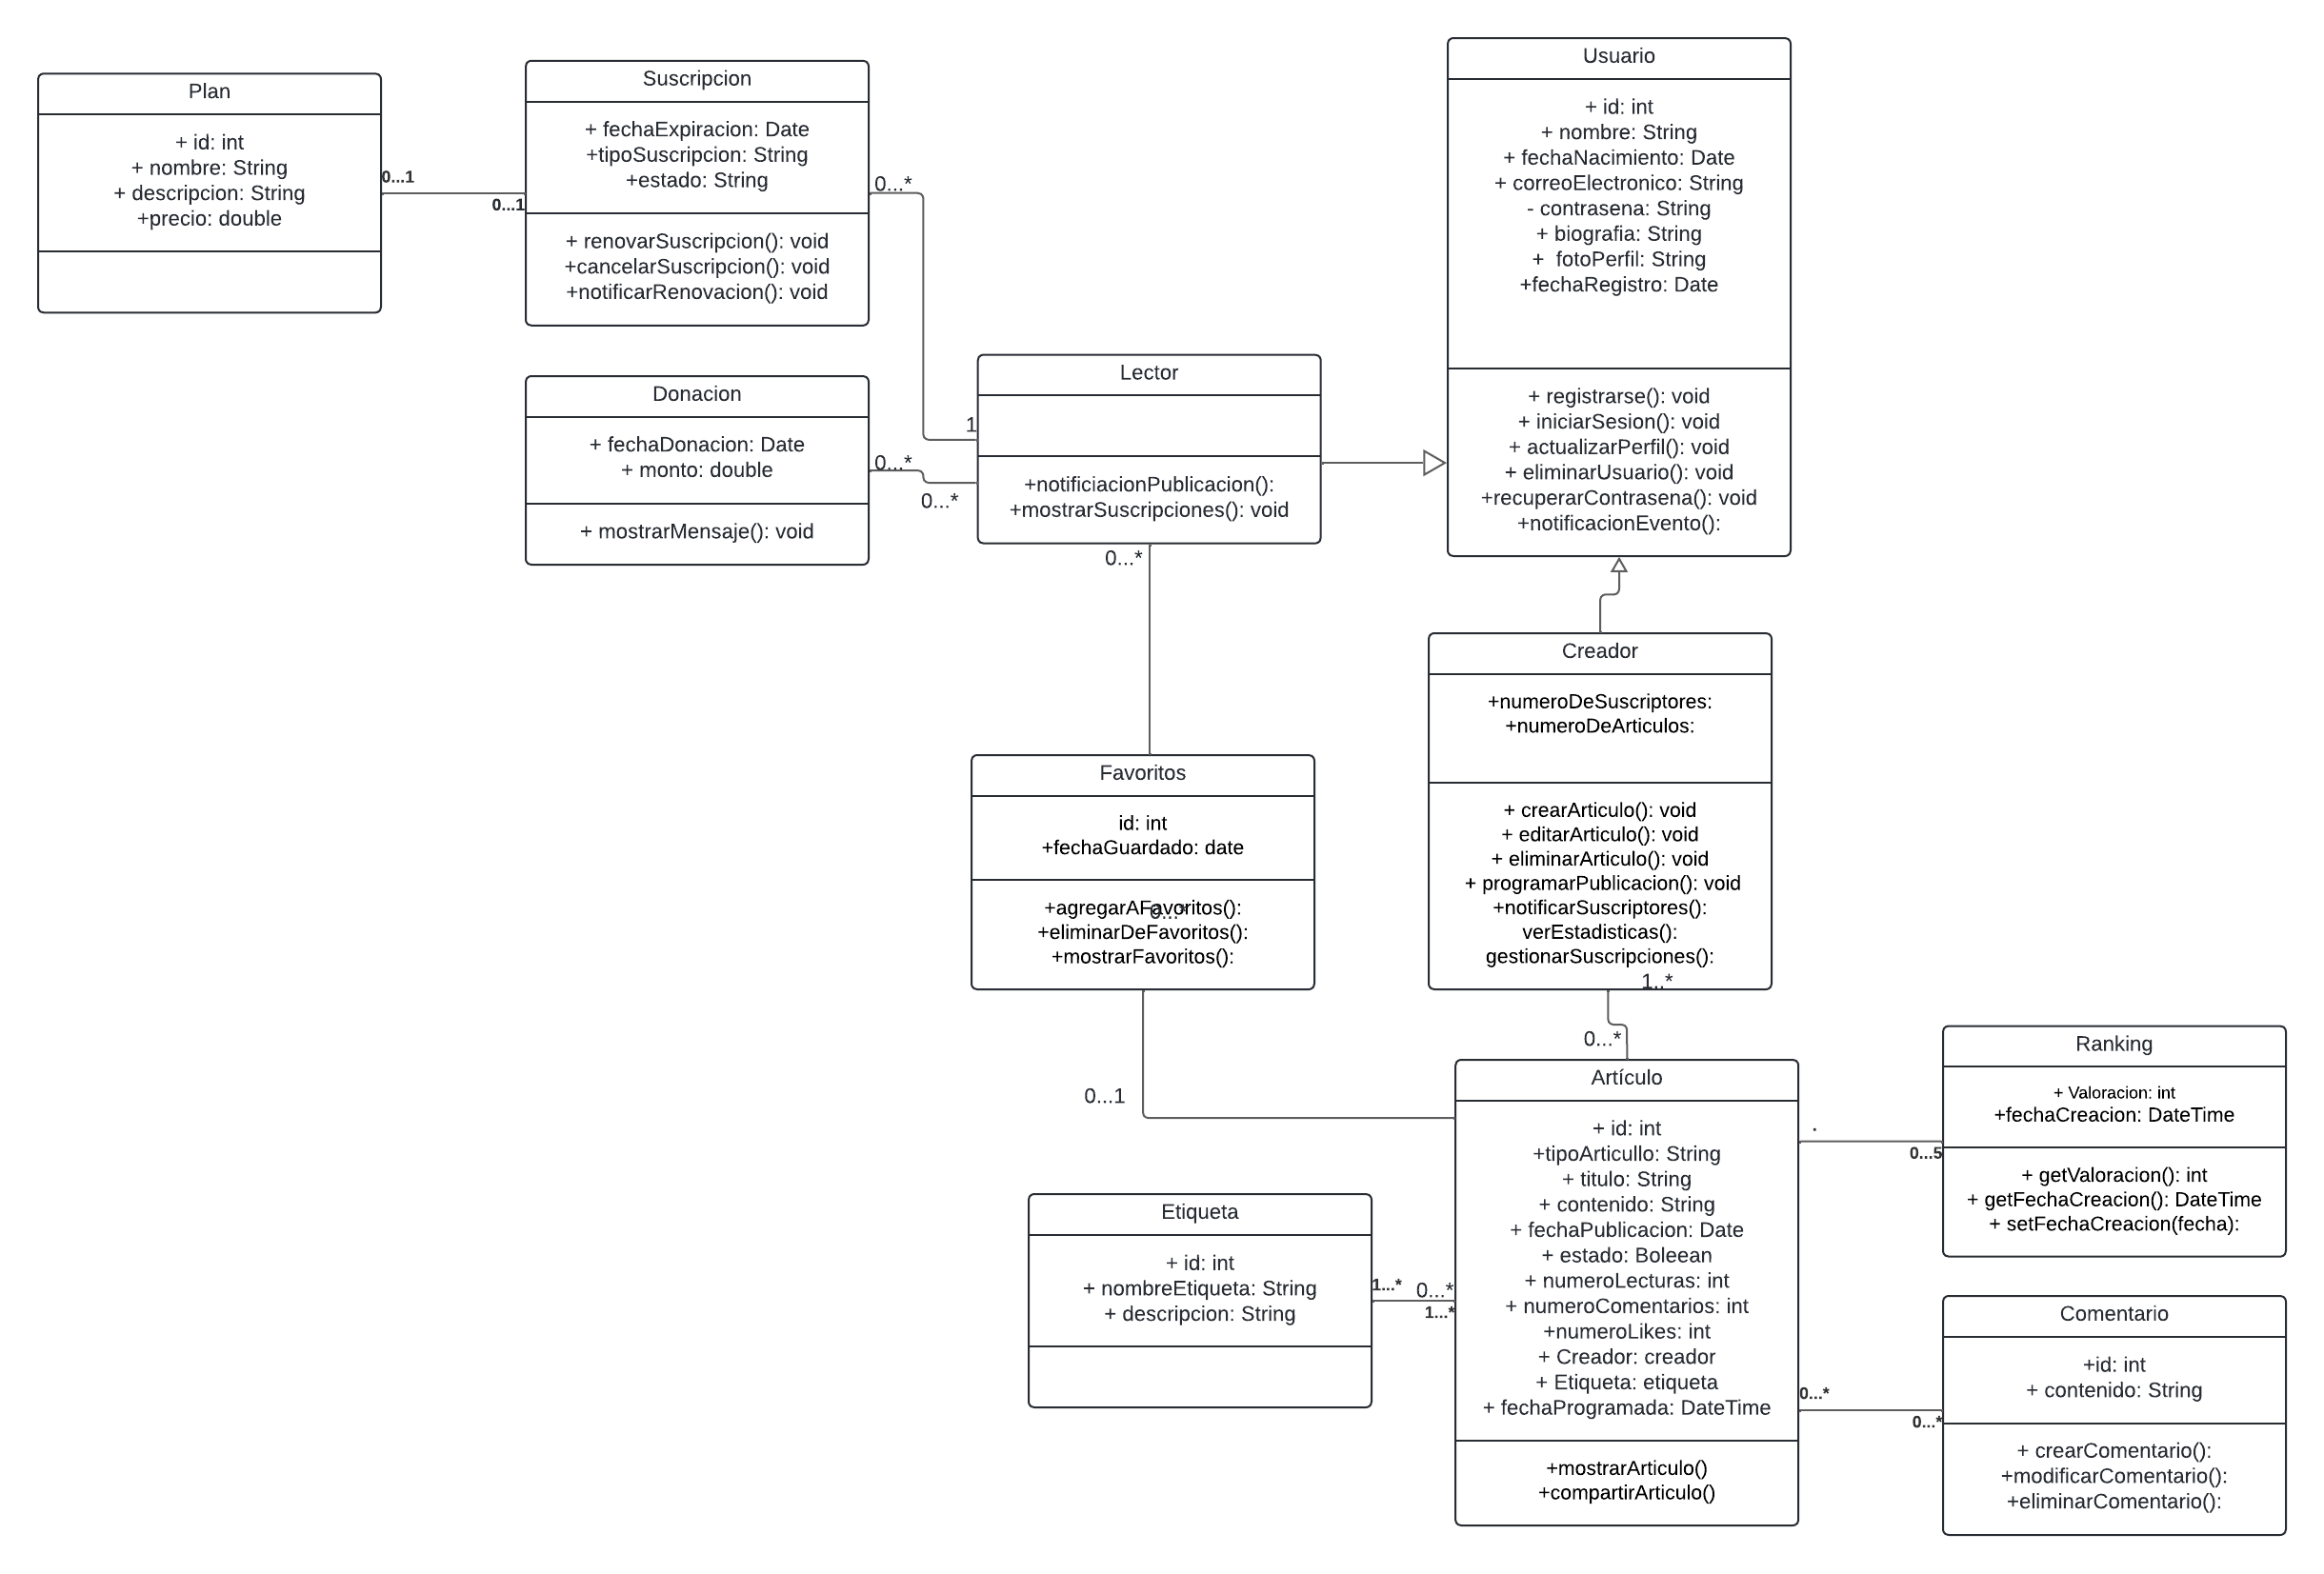 Plan
+ id: int
+ nombre: String
+ descripcion: String
+precio: double
0...1
0...1
Suscripcion
+ fechaExpiracion: Date
+tipoSuscripcion: String
+estado: String
+ renovarSuscripcion(): void
+cancelarSuscripcion(): void
+notificarRenovacion(): void
0...*
1
Donacion
+ fechaDonacion: Date
+ monto: double
+ mostrarMensaje(): void
0...*
0...*
Lector
+notificiacionPublicacion():
+mostrarSuscripciones(): void
0...*
Usuario
+ id: int
+ nombre: String
+ fechaNacimiento: Date
+ correoElectronico: String
- contrasena: String
+ biografia: String
+  fotoPerfil: String
+fechaRegistro: Date
+ registrarse(): void
+ iniciarSesion(): void
+ actualizarPerfil(): void
+ eliminarUsuario(): void
+recuperarContrasena(): void
+notificacionEvento():
Creador
+numeroDeSuscriptores:
+numeroDeArticulos:
+ crearArticulo(): void
+ editarArticulo(): void
+ eliminarArticulo(): void
+ programarPublicacion(): void
+notificarSuscriptores():
verEstadisticas():
gestionarSuscripciones():
1..*
0...*
Favoritos
id: int
+fechaGuardado: date
+agregarAFavoritos():
0...*
+eliminarDeFavoritos():
+mostrarFavoritos():
0...1
Artículo
+ id: int
+tipoArticullo: String
+ titulo: String
+ contenido: String
+ fechaPublicacion: Date
+ estado: Boleean
+ numeroLecturas: int
+ numeroComentarios: int
+numeroLikes: int
+ Creador: creador
+ Etiqueta: etiqueta
+ fechaProgramada: DateTime
+mostrarArticulo()
+compartirArticulo()
Etiqueta
+ id: int
+ nombreEtiqueta: String
+ descripcion: String
1...*
0...*
1...*
.
0...5
Ranking
+ Valoracion: int
+fechaCreacion: DateTime
+ getValoracion(): int
+ getFechaCreacion(): DateTime
+ setFechaCreacion(fecha):
0...*
0...*
Comentario
+id: int
+ contenido: String
+ crearComentario():
+modificarComentario():
+eliminarComentario():